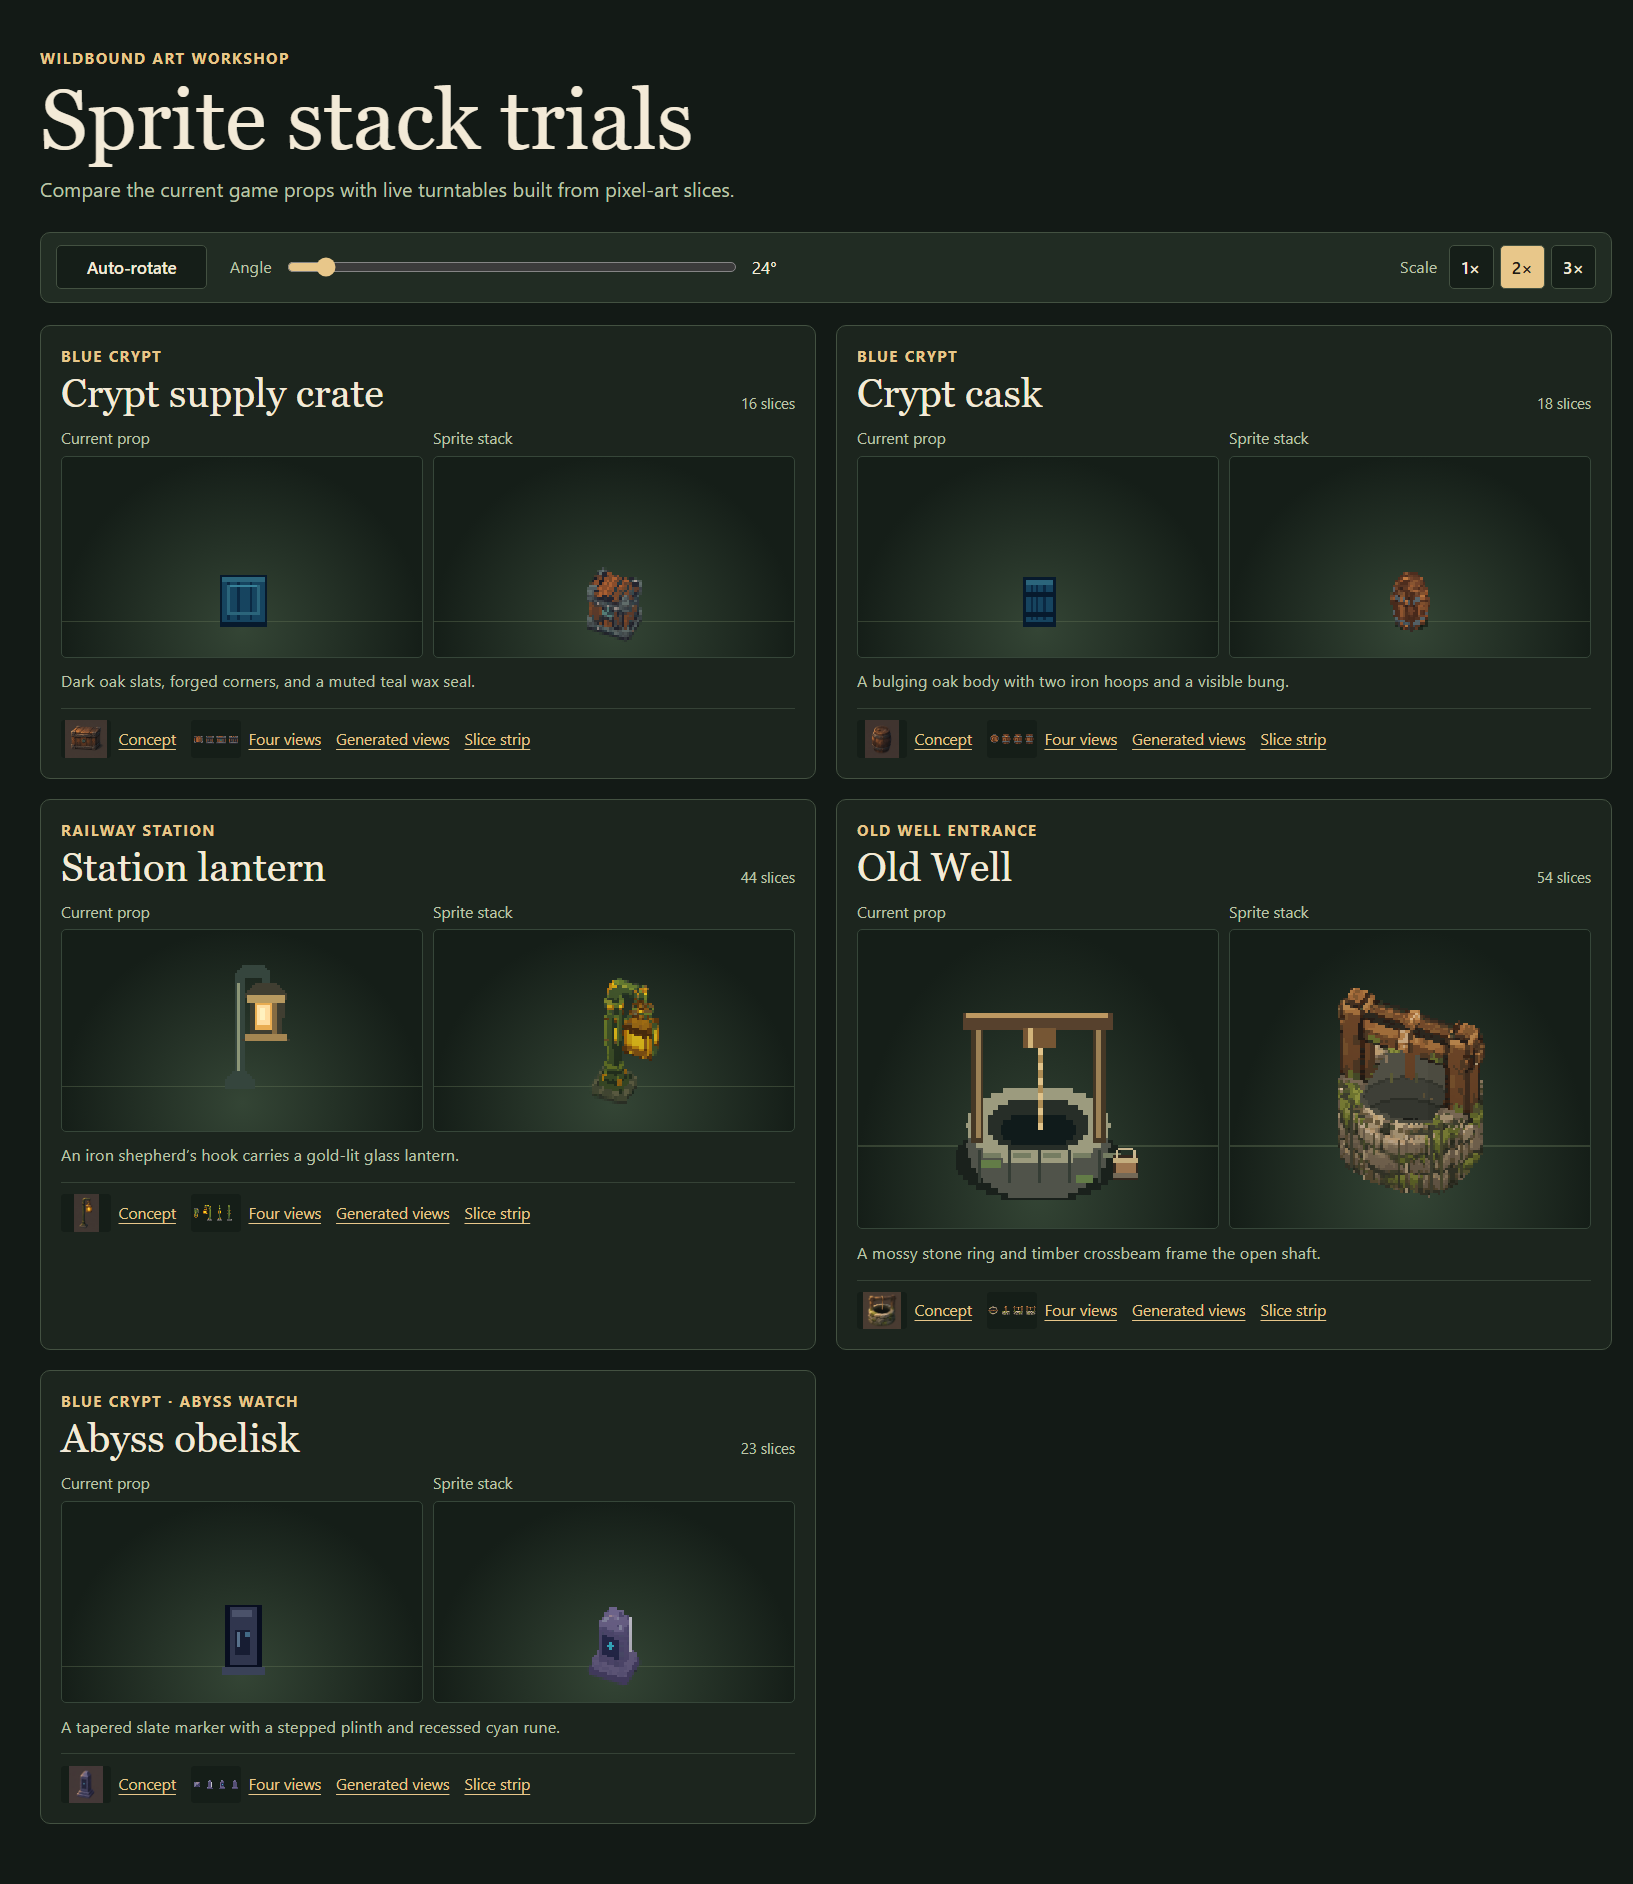 WILDBOUND ART WORKSHOP
Sprite stack trials
Compare the current game props with live turntables built from pixel-art slices.
Auto-rotate Angle 24° Scale 1× 2× 3×
BLUE CRYPT
Crypt supply crate 16 slices
Current prop Sprite stack
Dark oak slats, forged corners, and a muted teal wax seal.
Concept Four views Generated views Slice strip
BLUE CRYPT
Crypt cask 18 slices
Current prop Sprite stack
A bulging oak body with two iron hoops and a visible bung.
Concept Four views Generated views Slice strip
RAILWAY STATION
Station lantern 44 slices
Current prop Sprite stack
An iron shepherd's hook carries a gold-lit glass lantern.
Concept Four views Generated views Slice strip
OLD WELL ENTRANCE
Old Well 54 slices
Current prop Sprite stack
A mossy stone ring and timber crossbeam frame the open shaft.
Concept Four views Generated views Slice strip
BLUE CRYPT · ABYSS WATCH
Abyss obelisk 23 slices
Current prop Sprite stack
A tapered slate marker with a stepped plinth and recessed cyan rune.
Concept Four views Generated views Slice strip